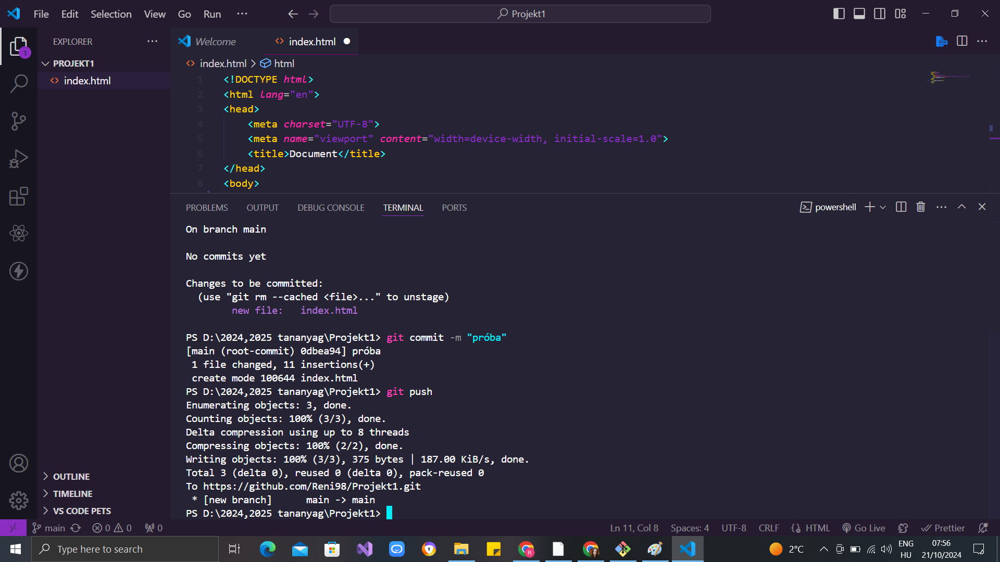 File Edit Selection View Go Run ···
Projekt1
EXPLORER
1
PROJEKT1
index.html
OUTLINE
TIMELINE
VS CODE PETS
Welcome
index.html
index.html > html
1 <!DOCTYPE html>
2 <html lang="en">
3 <head>
4 <meta charset="UTF-8">
5 <meta name="viewport" content="width=device-width, initial-scale=1.0">
6 <title>Document</title>
7 </head>
8 <body>
PROBLEMS OUTPUT DEBUG CONSOLE TERMINAL PORTS
powershell
On branch main
No commits yet
Changes to be committed:
(use "git rm --cached <file>..." to unstage)
new file: index.html
PS D:\2024,2025 tananyag\Projekt1> git commit -m "próba"
[main (root-commit) 0dbea94] próba
1 file changed, 11 insertions(+)
create mode 100644 index.html
PS D:\2024,2025 tananyag\Projekt1> git push
Enumerating objects: 3, done.
Counting objects: 100% (3/3), done.
Delta compression using up to 8 threads
Compressing objects: 100% (2/2), done.
Writing objects: 100% (3/3), 375 bytes | 187.00 KiB/s, done.
Total 3 (delta 0), reused 0 (delta 0), pack-reused 0
To https://github.com/Reni98/Projekt1.git
* [new branch] main -> main
PS D:\2024,2025 tananyag\Projekt1>
main 0 0 0
Ln 11, Col 8 Spaces: 4 UTF-8 CRLF HTML Go Live Prettier
Type here to search
2°C
ENG
HU
07:56
21/10/2024